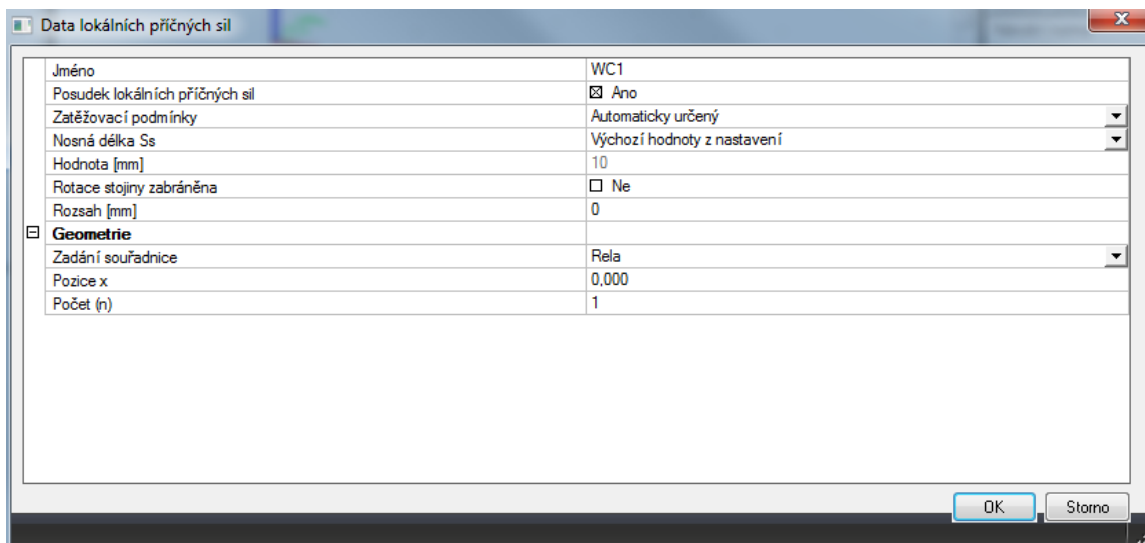 Data lokálních příčných sil
Jméno WC1
Posudek lokálních příčných sil Ano
Zatěžovací podmínky Automaticky určený
Nosná délka Ss Výchozí hodnoty z nastavení
Hodnota [mm] 10
Rotace stojiny zabráněna Ne
Rozsah [mm] 0
Geometrie
Zadání souřadnice Rela
Pozice x 0,000
Počet (n) 1
OK Storno